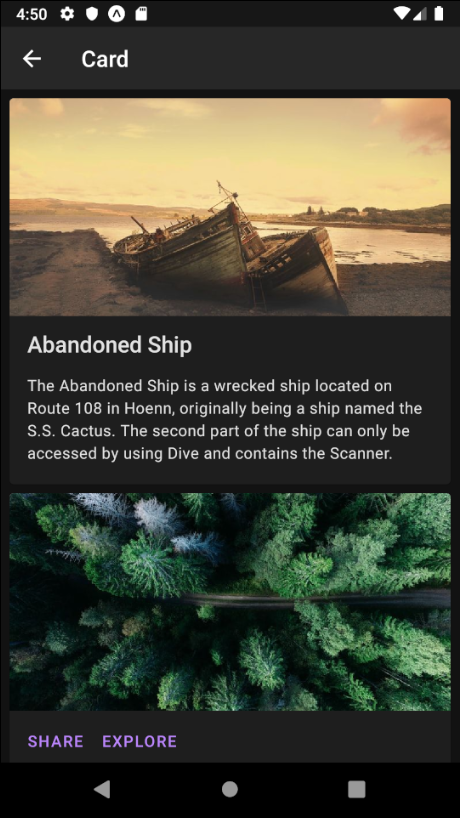 4:50
Card
Abandoned Ship
The Abandoned Ship is a wrecked ship located on
Route 108 in Hoenn, originally being a ship named the
S.S. Cactus. The second part of the ship can only be
accessed by using Dive and contains the Scanner.
SHARE EXPLORE